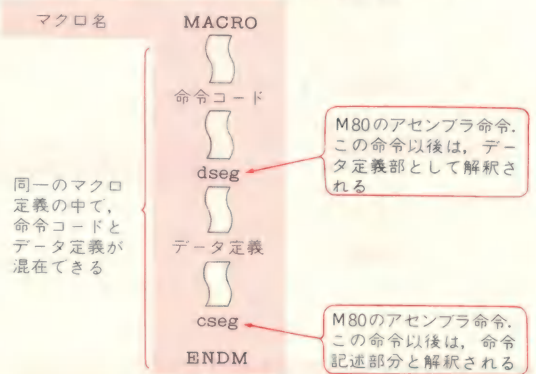 マクロ名 MACRO
命令コード
dseg
M80のアセンブラ命令.
この命令以後は，デー
タ定義部として解釈さ
れる
同一のマクロ
定義の中で，
命令コードと
データ定義が
混在できる
データ定義
cseg
M80のアセンブラ命令.
この命令以後は，命令
記述部分と解釈される
ENDM